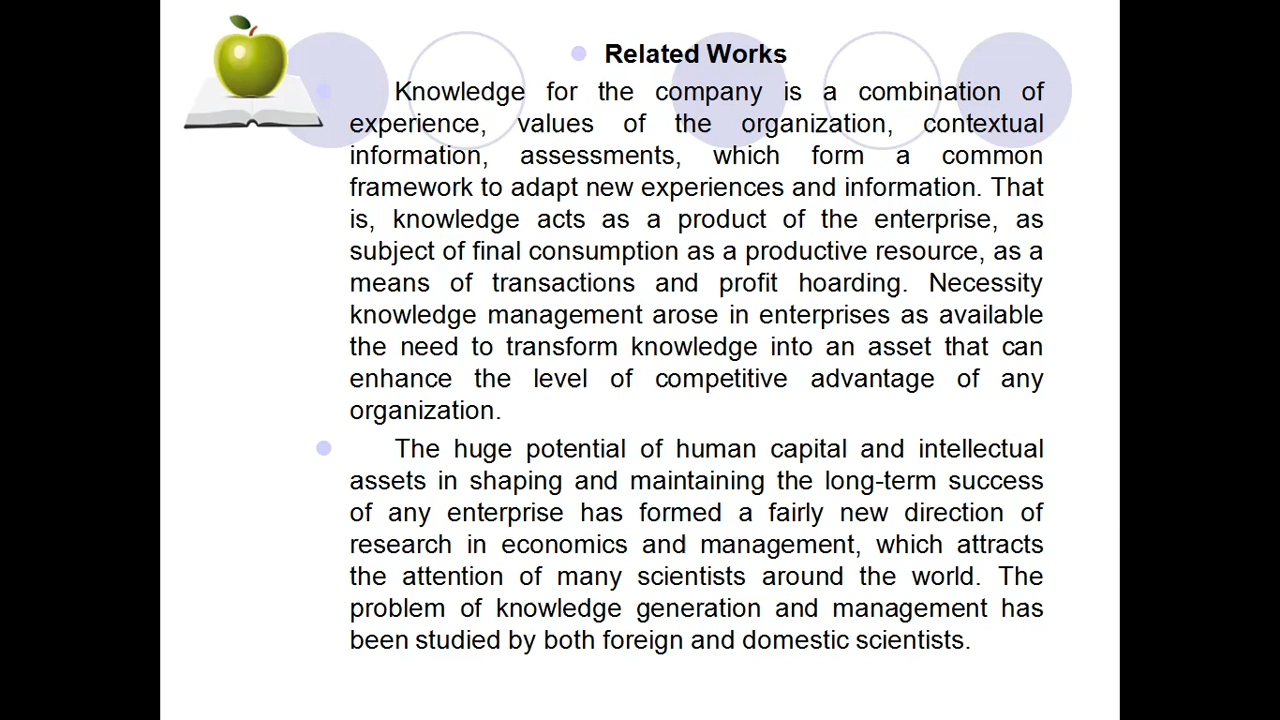 Related Works
Knowledge for the company is a combination of
experience, values of the organization, contextual
information, assessments, which form a common
framework to adapt new experiences and information. That
is, knowledge acts as a product of the enterprise, as
subject of final consumption as a productive resource, as a
means of transactions and profit hoarding. Necessity
knowledge management arose in enterprises as available
the need to transform knowledge into an asset that can
enhance the level of competitive advantage of any
organization.
The huge potential of human capital and intellectual
assets in shaping and maintaining the long-term success
of any enterprise has formed a fairly new direction of
research in economics and management, which attracts
the attention of many scientists around the world. The
problem of knowledge generation and management has
been studied by both foreign and domestic scientists.